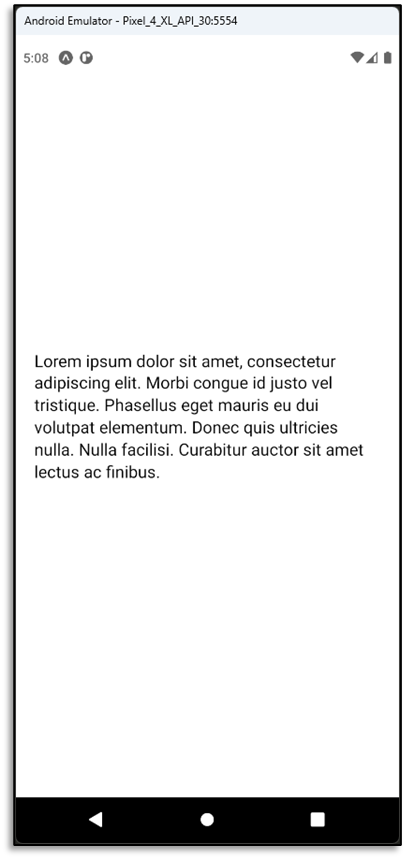 Android Emulator - Pixel_4_XL_API_30:5554
5:08
Lorem ipsum dolor sit amet, consectetur
adipiscing elit. Morbi congue id justo vel
tristique. Phasellus eget mauris eu dui
volutpat elementum. Donec quis ultricies
nulla. Nulla facilisi. Curabitur auctor sit amet
lectus ac finibus.